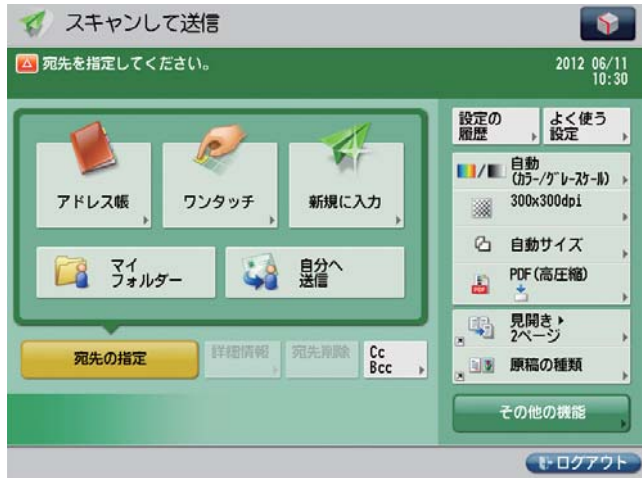 スキャンして送信
宛先を指定してください。
2012 06/11
10:30
アドレス帳
ワンタッチ
新規に入力
マイ
フォルダー
自分へ
送信
宛先の指定
詳細情報
宛先削除
Cc
Bcc
設定の
履歴
よく使う
設定
自動
(ｶﾗｰ/ｸﾞﾚｰｽｹｰﾙ)
300x300dpi
自動サイズ
PDF(高圧縮)
見開き▶
2ページ
原稿の種類
その他の機能
ログアウト